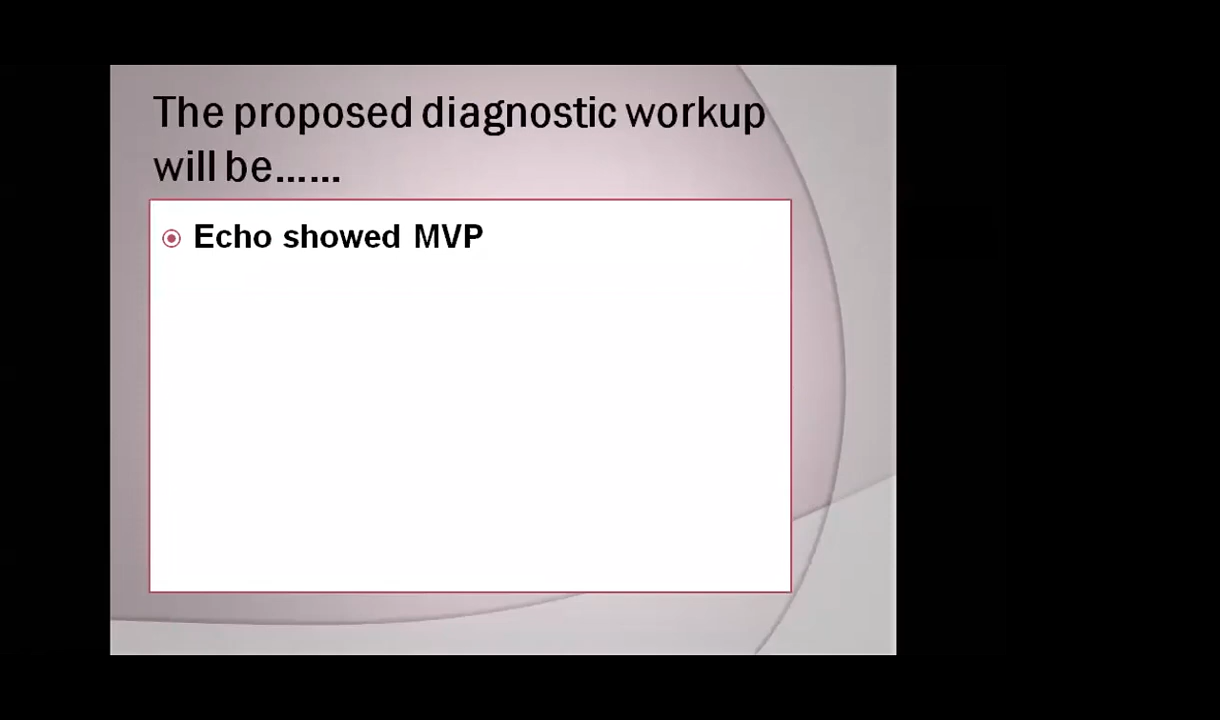 The proposed diagnostic workup
will be......
Echo showed MVP